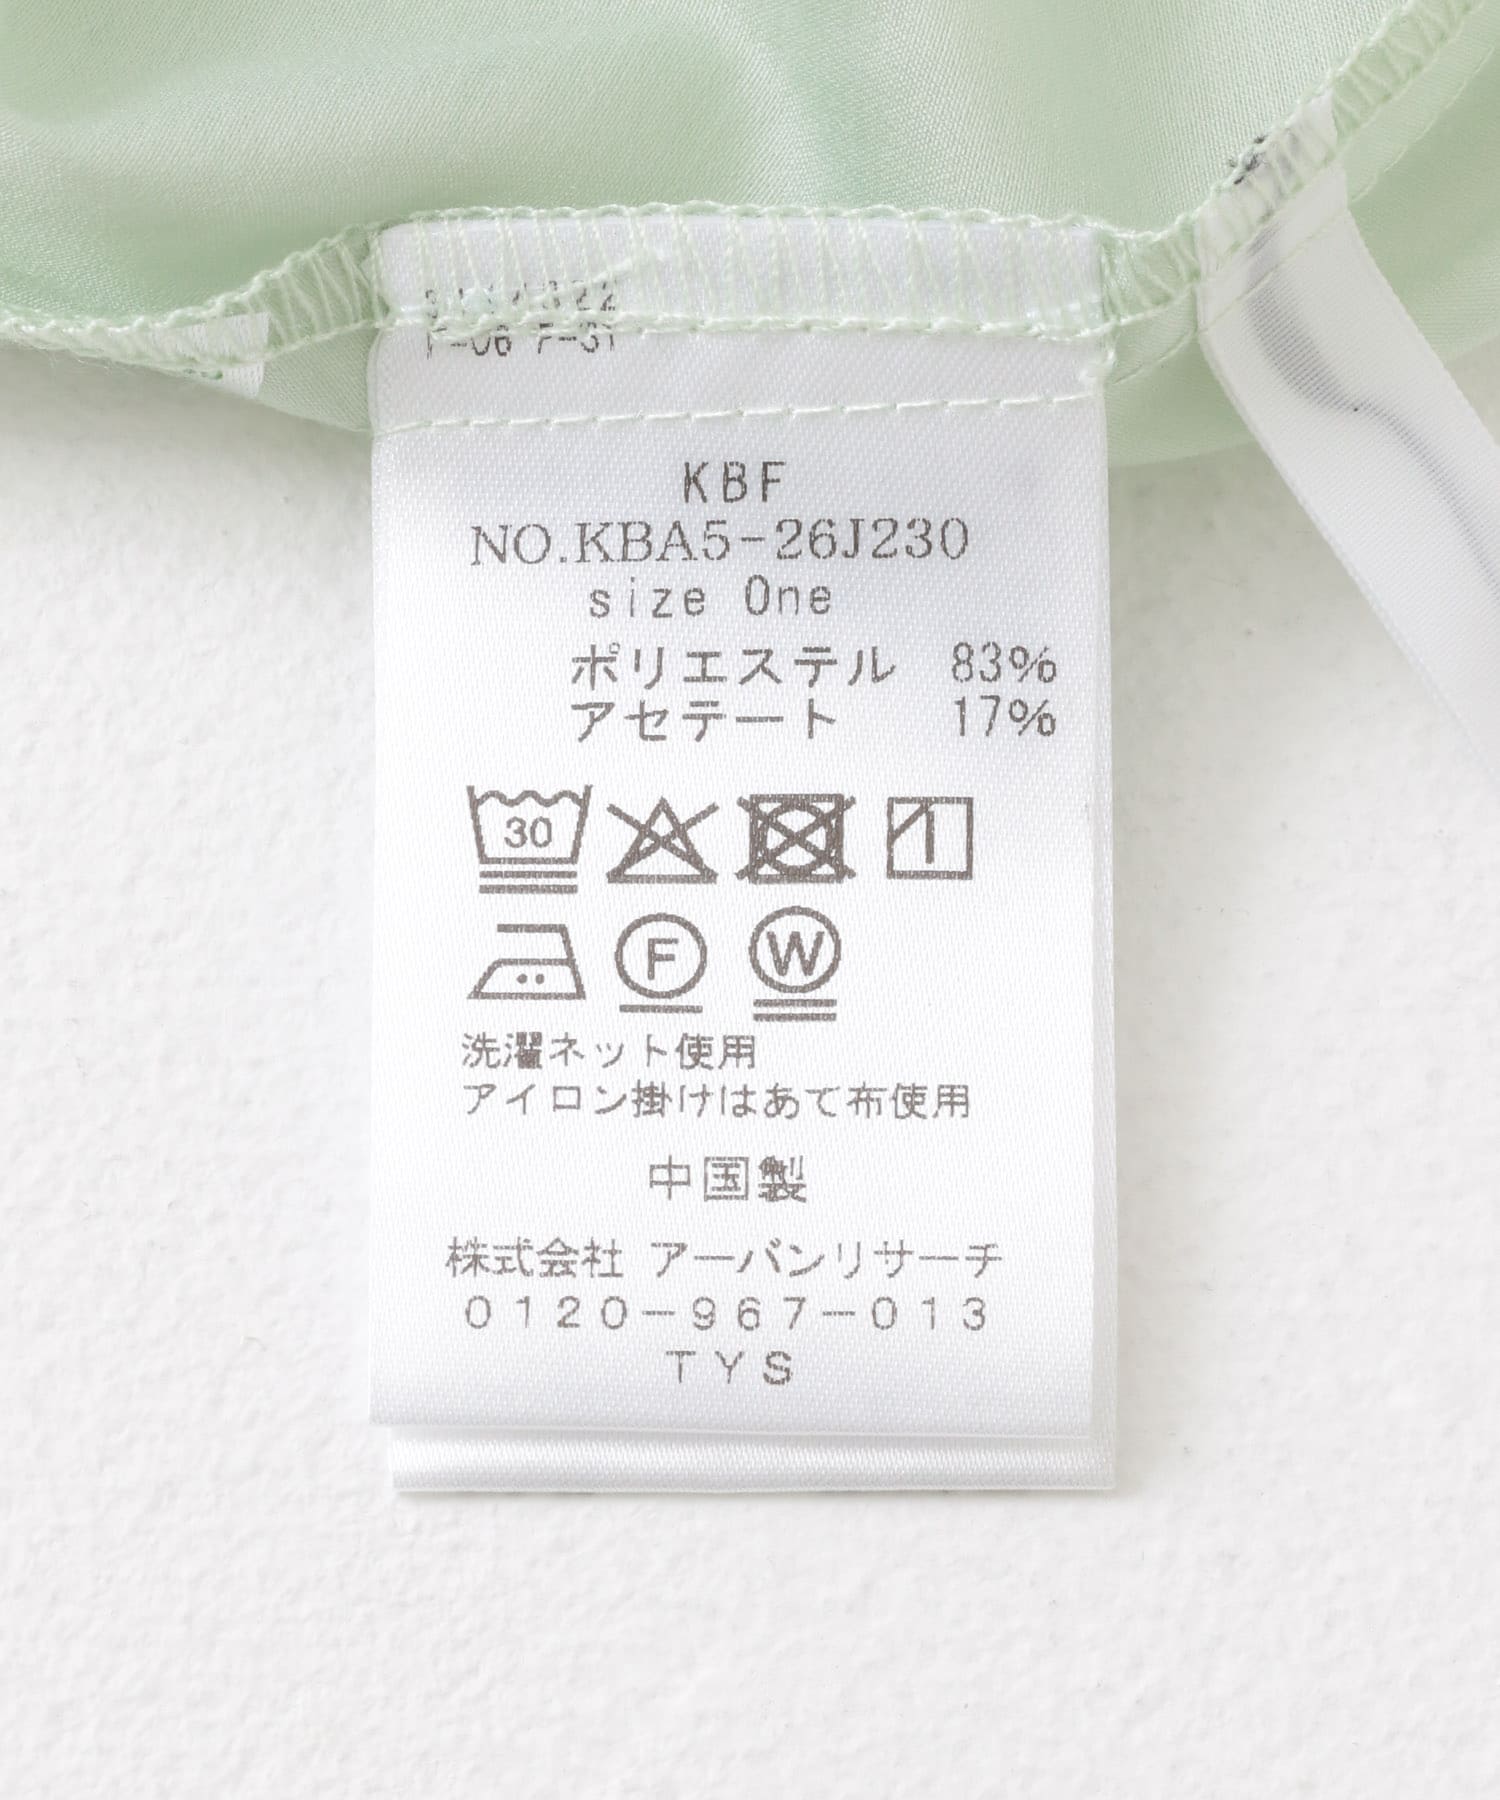 F-06 F-31
KBF
NO.KBA5-26J230
size One
ポリエステル 83%
アセテート 17%
30
F W
洗濯ネット使用
アイロン掛けはあて布使用
中国製
株式会社 アーバンリサーチ
0120-967-013
TYS